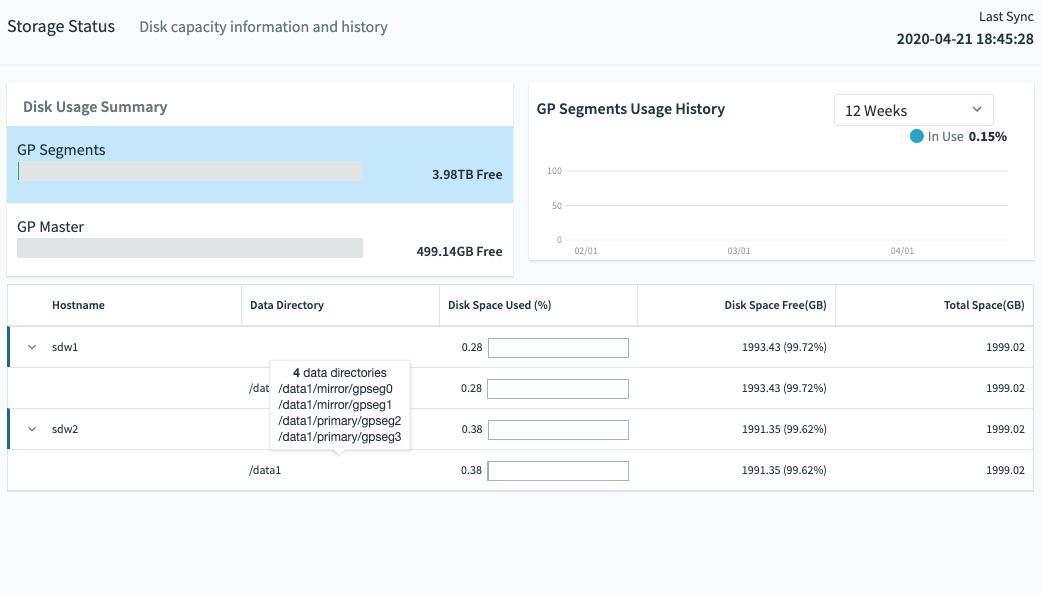 Storage Status
Disk capacity information and history
Last Sync
2020-04-21 18:45:28
Disk Usage Summary
GP Segments
3.98TB Free
GP Master
499.14GB Free
GP Segments Usage History
12 Weeks
In Use 0.15%
100
50
0
02/01 03/01 04/01
Hostname Data Directory Disk Space Used (%) Disk Space Free(GB) Total Space(GB)
sdw1 0.28 1993.43 (99.72%) 1999.02
/dat 0.28 1993.43 (99.72%) 1999.02
4 data directories
/data1/mirror/gpseg0
/data1/mirror/gpseg1
/data1/primary/gpseg2
/data1/primary/gpseg3
sdw2 0.38 1991.35 (99.62%) 1999.02
/data1 0.38 1991.35 (99.62%) 1999.02